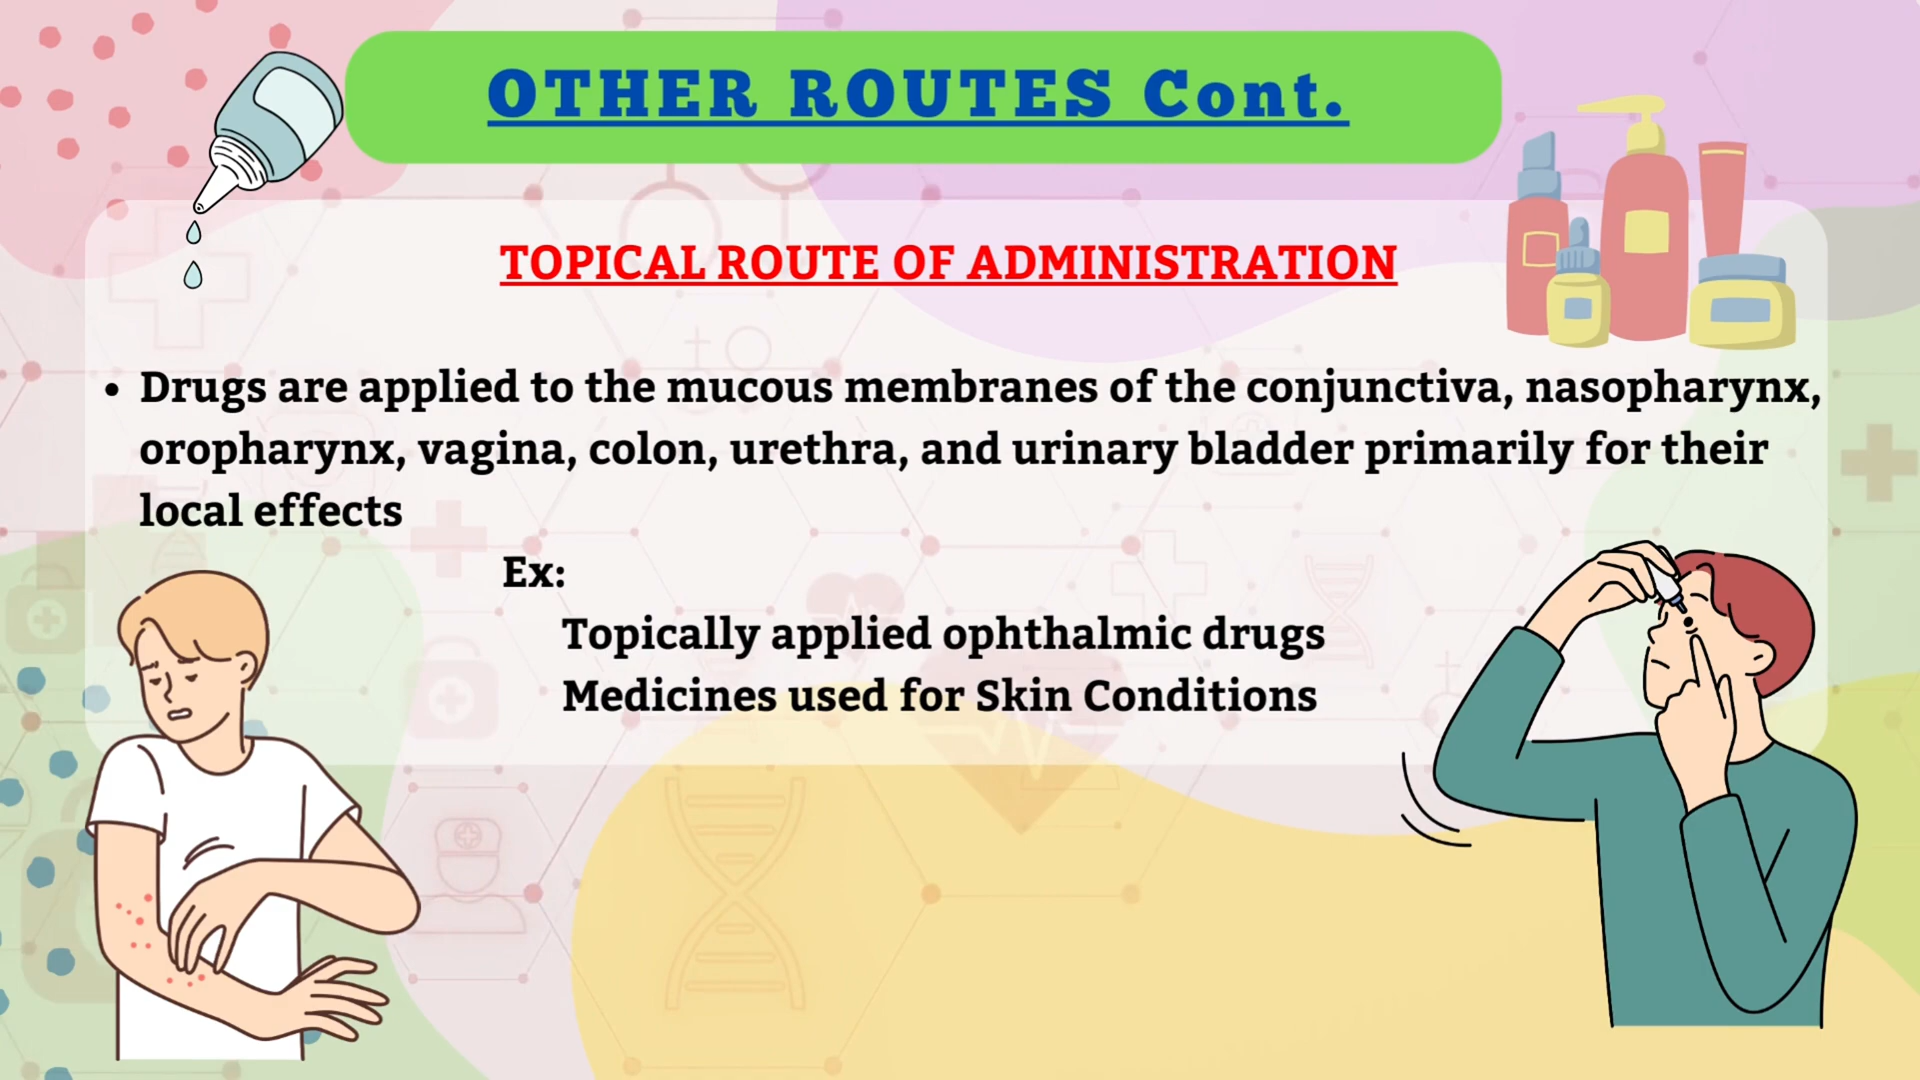 OTHER ROUTES Cont.
TOPICAL ROUTE OF ADMINISTRATION
• Drugs are applied to the mucous membranes of the conjunctiva, nasopharynx,
oropharynx, vagina, colon, urethra, and urinary bladder primarily for their
local effects
Ex:
Topically applied ophthalmic drugs
Medicines used for Skin Conditions